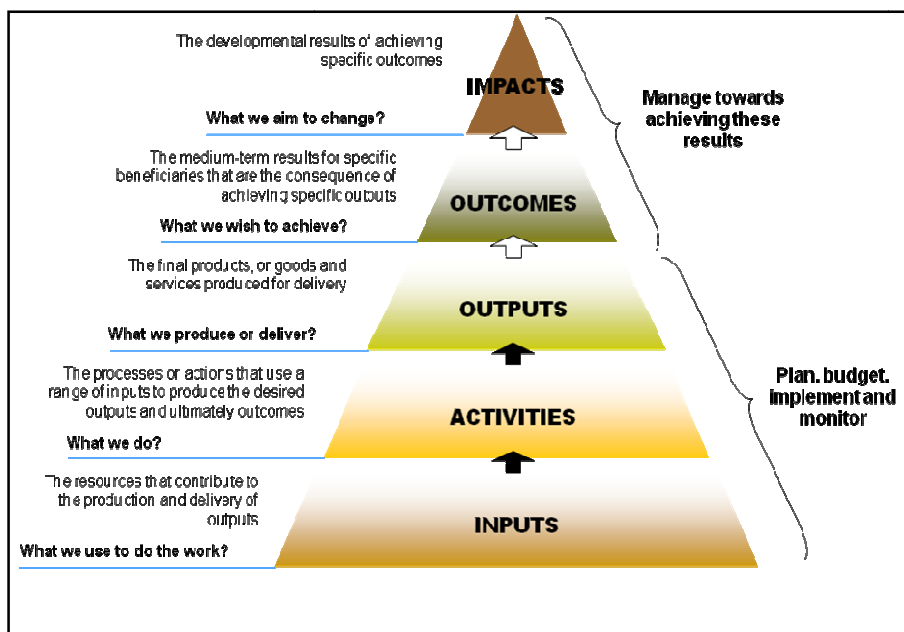 The developmental results of achieving
specific outcomes
IMPACTS
What we aim to change?
Manage towards
achieving these
results
The medium-term results for specific
beneficiaries that are the consequence of
achieving specific outputs
OUTCOMES
What we wish to achieve?
The final products, or goods and
services produced for delivery
OUTPUTS
What we produce or deliver?
The processes or actions that use a
range of inputs to produce the desired
outputs and ultimately outcomes
ACTIVITIES
What we do?
Plan, budget,
implement and
monitor
The resources that contribute to
the production and delivery of
outputs
INPUTS
What we use to do the work?